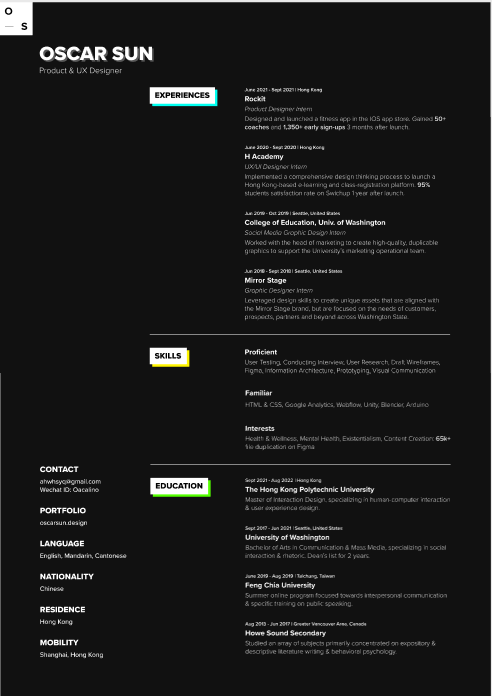 O
— S
OSCAR SUN
Product & UX Designer
EXPERIENCES
June 2021 - Sept 2021 | Hong Kong
Rockit
Product Designer Intern
Designed and launched a fitness app in the IOS app store. Gained 50+
coaches and 1,350+ early sign-ups 3 months after launch.
June 2020 - Sept 2020 | Hong Kong
H Academy
UX/UI Designer Intern
Implemented a comprehensive design thinking process to launch a
Hong Kong-based e-learning and class-registration platform. 95%
students satisfaction rate on Swichup 1 year after launch.
Jun 2019 - Oct 2019 | Seattle, United States
College of Education, Univ. of Washington
Social Media Graphic Design Intern
Worked with the head of marketing to create high-quality, duplicable
graphics to support the University's marketing operational team.
Jun 2018 - Sept 2018 | Seattle, United States
Mirror Stage
Graphic Designer Intern
Leveraged design skills to create unique assets that are aligned with
the Mirror Stage brand, but are focused on the needs of customers,
prospects, partners and beyond across Washington State.
SKILLS
Proficient
User Testing, Conducting Interview, User Research, Draft Wireframes,
Figma, Information Architecture, Prototyping, Visual Communication
Familiar
HTML & CSS, Google Analytics, Webflow, Unity, Blender, Arduino
Interests
Health & Wellness, Mental Health, Existentialism, Content Creation: 65k+
file duplication on Figma
EDUCATION
Sept 2021 - Aug 2022 | Hong Kong
The Hong Kong Polytechnic University
Master of Interaction Design, specializing in human-computer interaction
& user experience design.
Sept 2017 - Jun 2021 | Seattle, United States
University of Washington
Bachelor of Arts in Communication & Mass Media, specializing in social
interaction & rhetoric. Dean's list for 2 years.
June 2019 - Aug 2019 | Taichung, Taiwan
Feng Chia University
Summer online program focused towards interpersonal communication
& specific training on public speaking.
Aug 2013 - Jun 2017 | Greater Vancouver Area, Canada
Howe Sound Secondary
Studied an array of subjects primarily concentrated on expository &
descriptive literature writing & behavioral psychology.
CONTACT
ahwhsyq@gmail.com
Wechat ID: Oacalino
PORTFOLIO
oscarsun.design
LANGUAGE
English, Mandarin, Cantonese
NATIONALITY
Chinese
RESIDENCE
Hong Kong
MOBILITY
Shanghai, Hong Kong